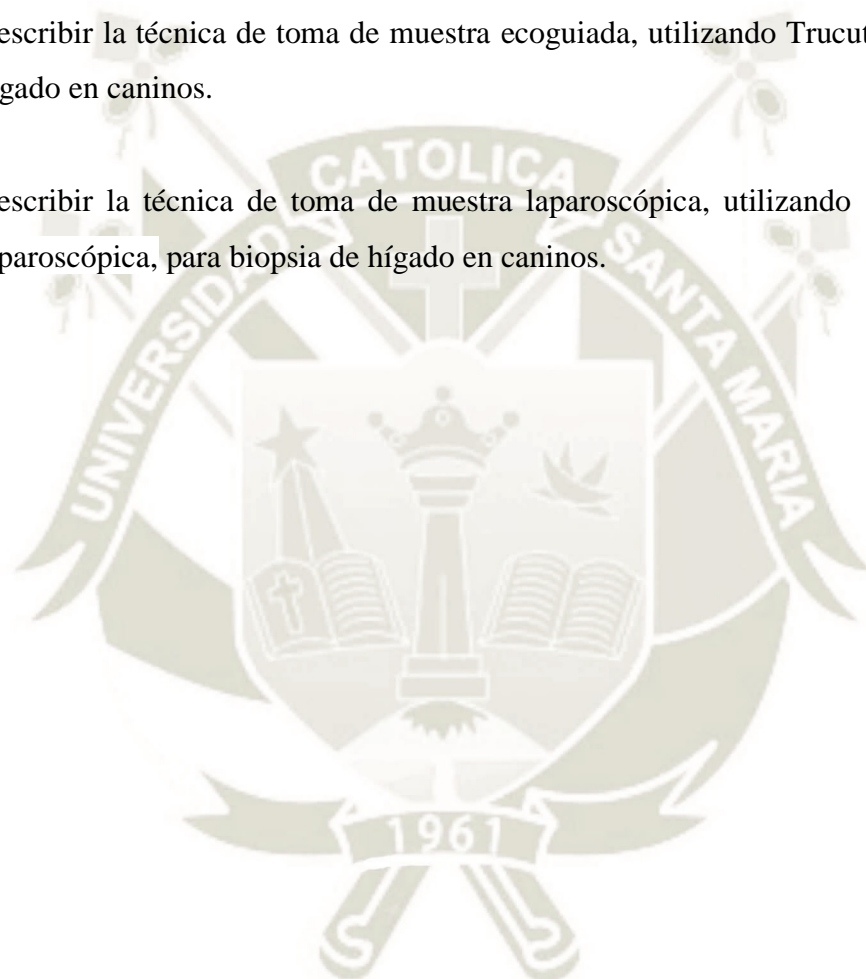 escribir la técnica de toma de muestra ecoguiada, utilizando Trucut
gado en caninos.
escribir la técnica de toma de muestra laparoscópica, utilizando
paroscópica, para biopsia de hígado en caninos.
UNIVERSIDAD CATOLICA SANTA MARIA
1961